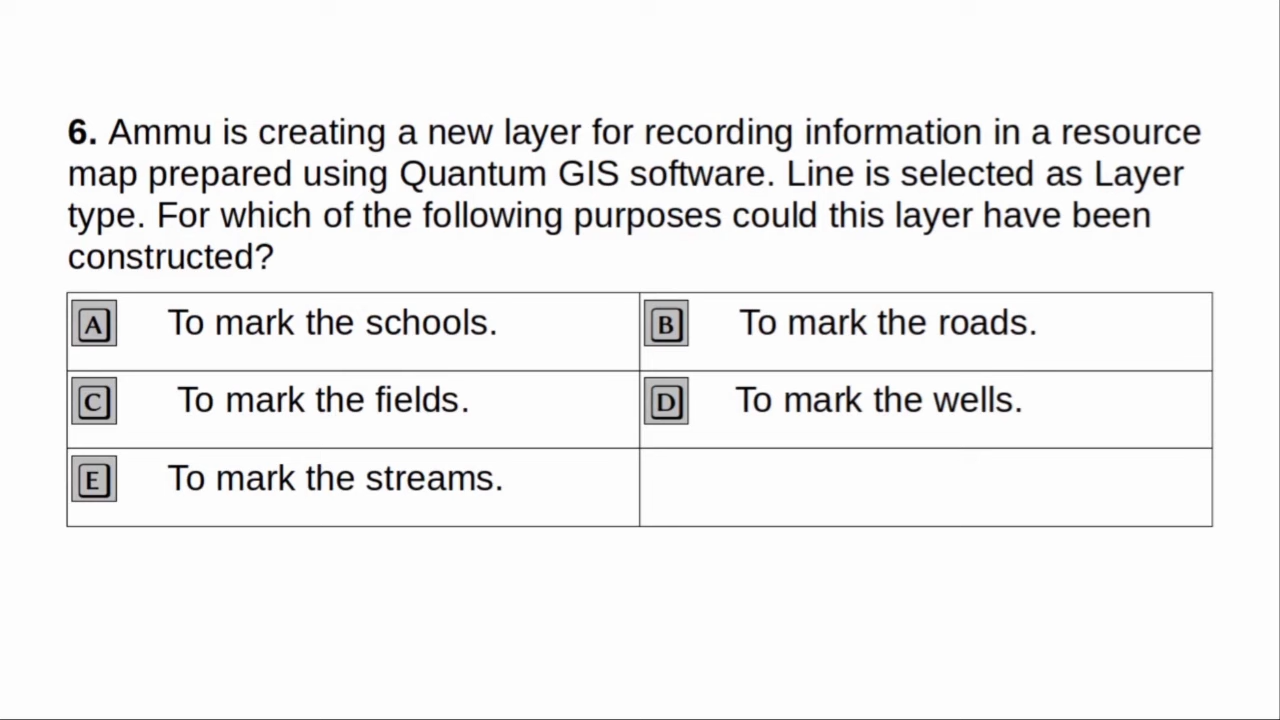 6. Ammu is creating a new layer for recording information in a resource
map prepared using Quantum GIS software. Line is selected as Layer
type. For which of the following purposes could this layer have been
constructed?
A To mark the schools.
B To mark the roads.
C To mark the fields.
D To mark the wells.
E To mark the streams.